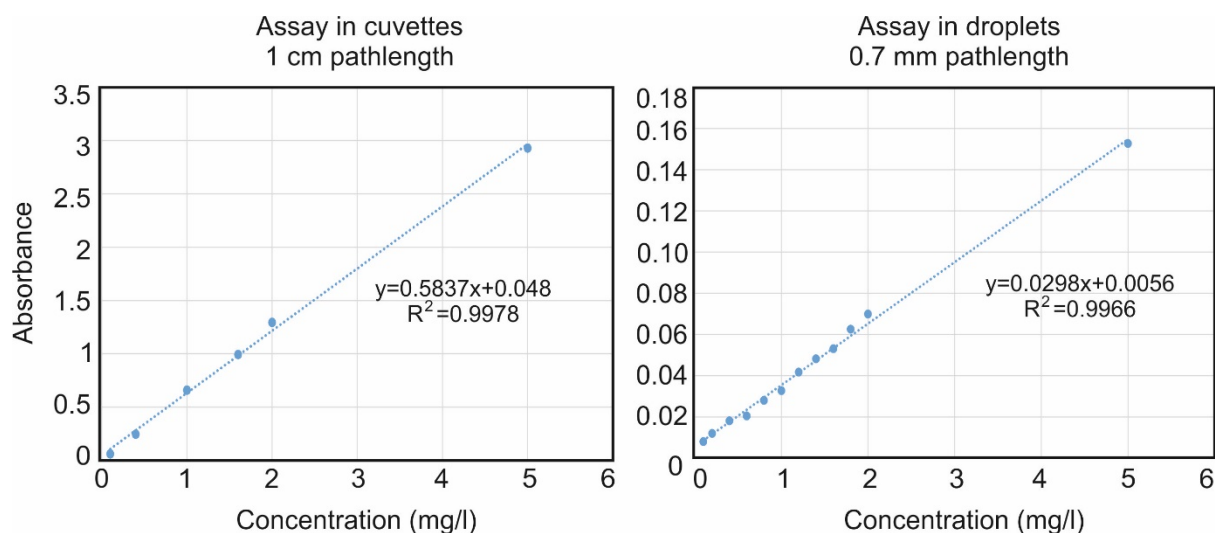 Assay in cuvettes
1 cm pathlength
3.5
3
2.5
2
1.5
1
0.5
0
Absorbance
y=0.5837x+0.048
R²=0.9978
0 1 2 3 4 5 6
Concentration (mg/l)
Assay in droplets
0.7 mm pathlength
0.18
0.16
0.14
0.12
0.10
0.08
0.06
0.04
0.02
0
y=0.0298x+0.0056
R²=0.9966
0 1 2 3 4 5 6
Concentration (mg/l)